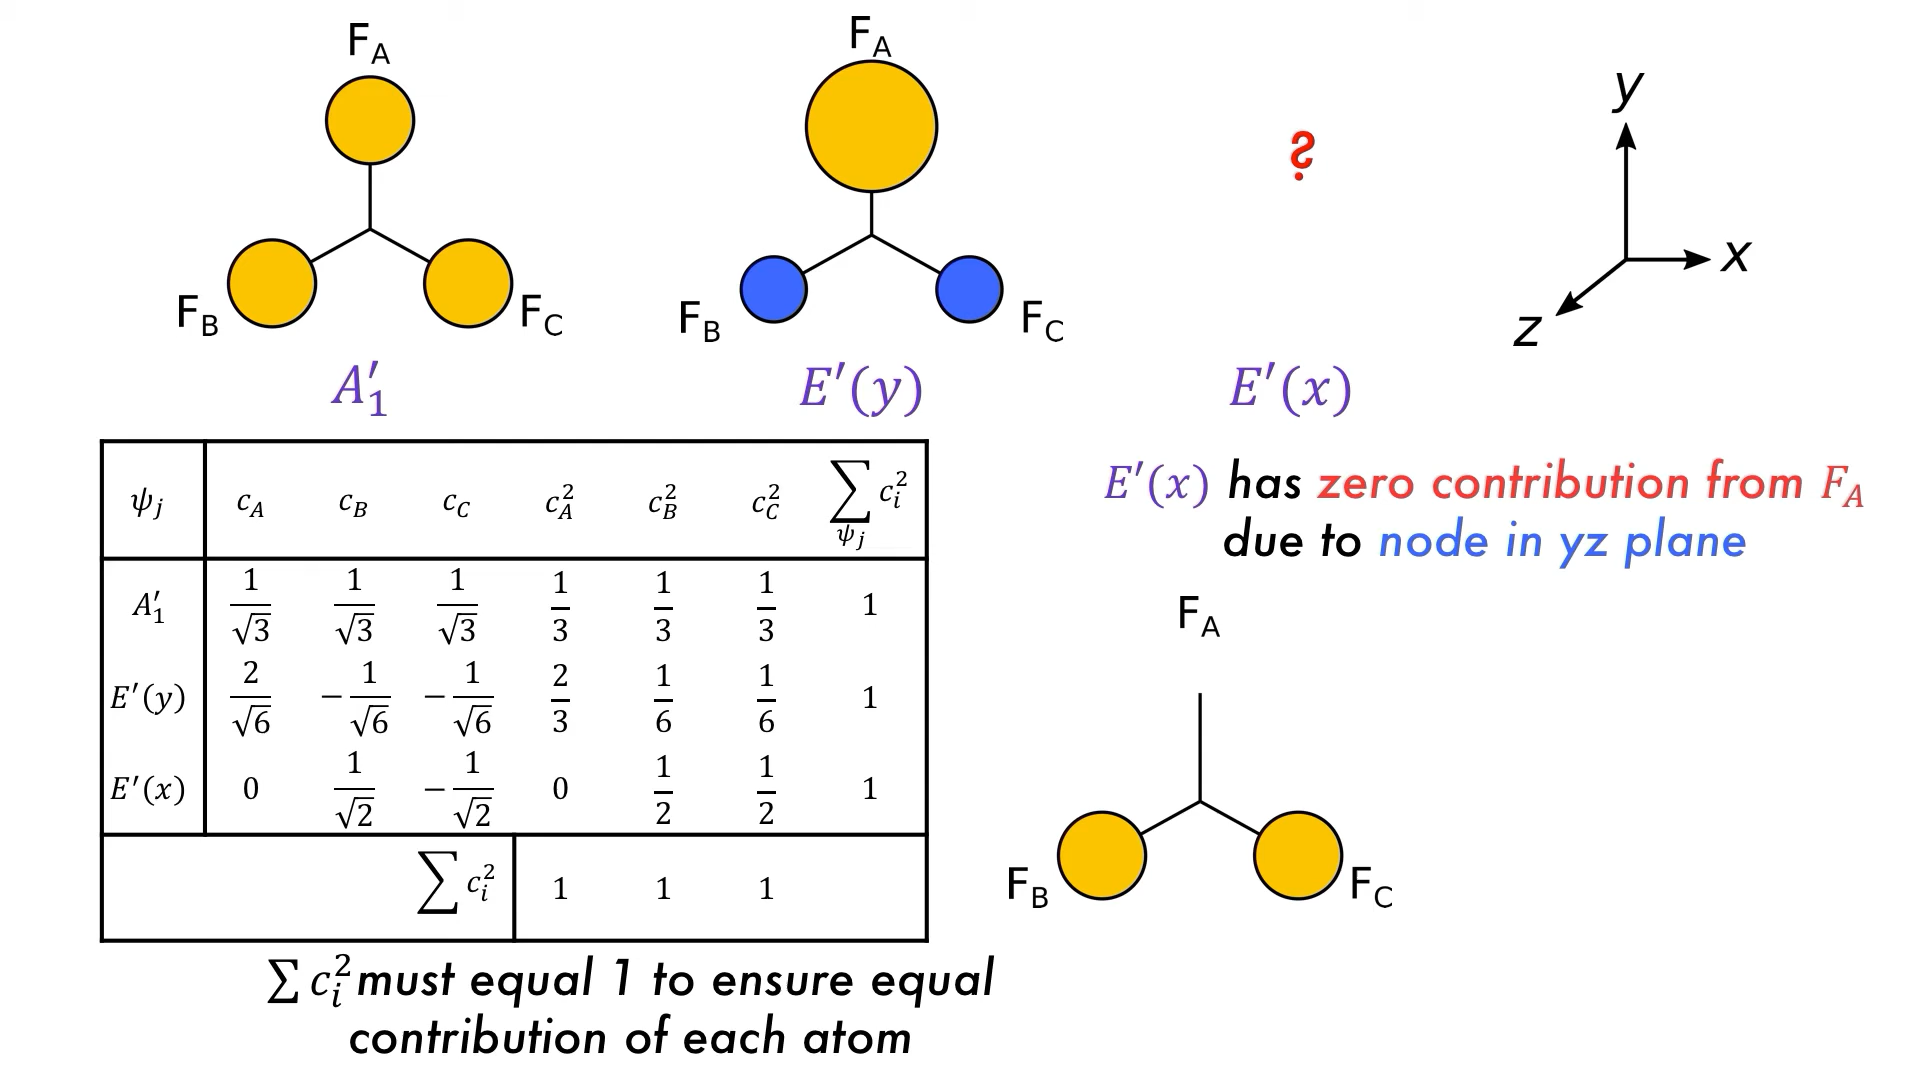 F_A
F_A
y
?
x
F_B
F_C
F_B
F_C
z
A′_1
E′(y)
E′(x)
ψ_j c_A c_B c_C c_A^2 c_B^2 c_C^2 ∑_{ψ_j} c_i^2
A′_1 1/√3 1/√3 1/√3 1/3 1/3 1/3 1
E′(y) 2/√6 −1/√6 −1/√6 2/3 1/6 1/6 1
E′(x) 0 1/√2 −1/√2 0 1/2 1/2 1
∑ c_i^2 1 1 1
∑ c_i^2 must equal 1 to ensure equal
contribution of each atom
E′(x) has zero contribution from F_A
due to node in yz plane
F_A
F_B
F_C